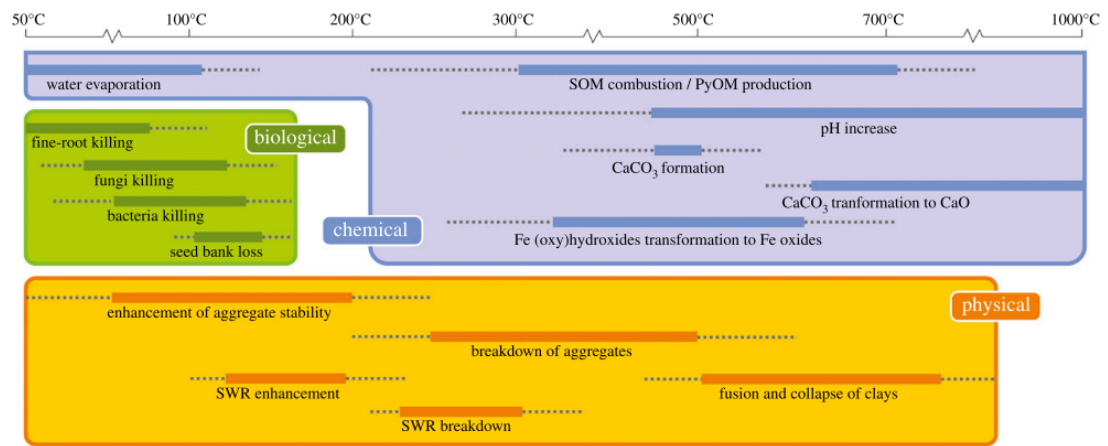 50°C 100°C 200°C 300°C 500°C 700°C 1000°C
water evaporation
SOM combustion / PyOM production
biological
fine-root killing
pH increase
fungi killing
CaCO₃ formation
bacteria killing
CaCO₃ tranformation to CaO
chemical
seed bank loss
Fe (oxy)hydroxides transformation to Fe oxides
physical
enhancement of aggregate stability
breakdown of aggregates
SWR enhancement
fusion and collapse of clays
SWR breakdown